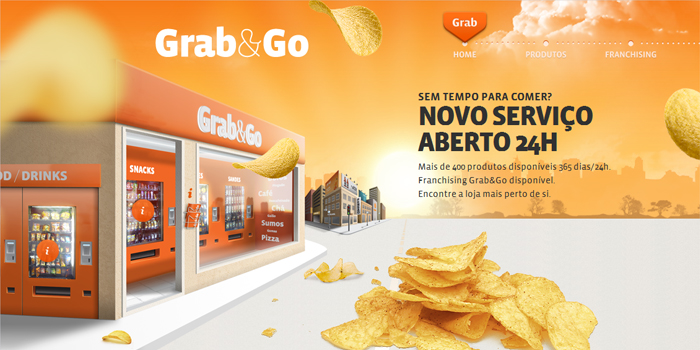 Grab&Go
Grab
HOME
PRODUTOS
FRANCHISING
SEM TEMPO PARA COMER?
NOVO SERVIÇO
ABERTO 24H
Mais de 400 produtos disponíveis 365 dias/24h.
Franchising Grab&Go disponível.
Encontre a loja mais perto de si.
Grab&Go
OD / DRINKS
SNACKS
i
i
i
Café
Chá
Sumos
Pizza